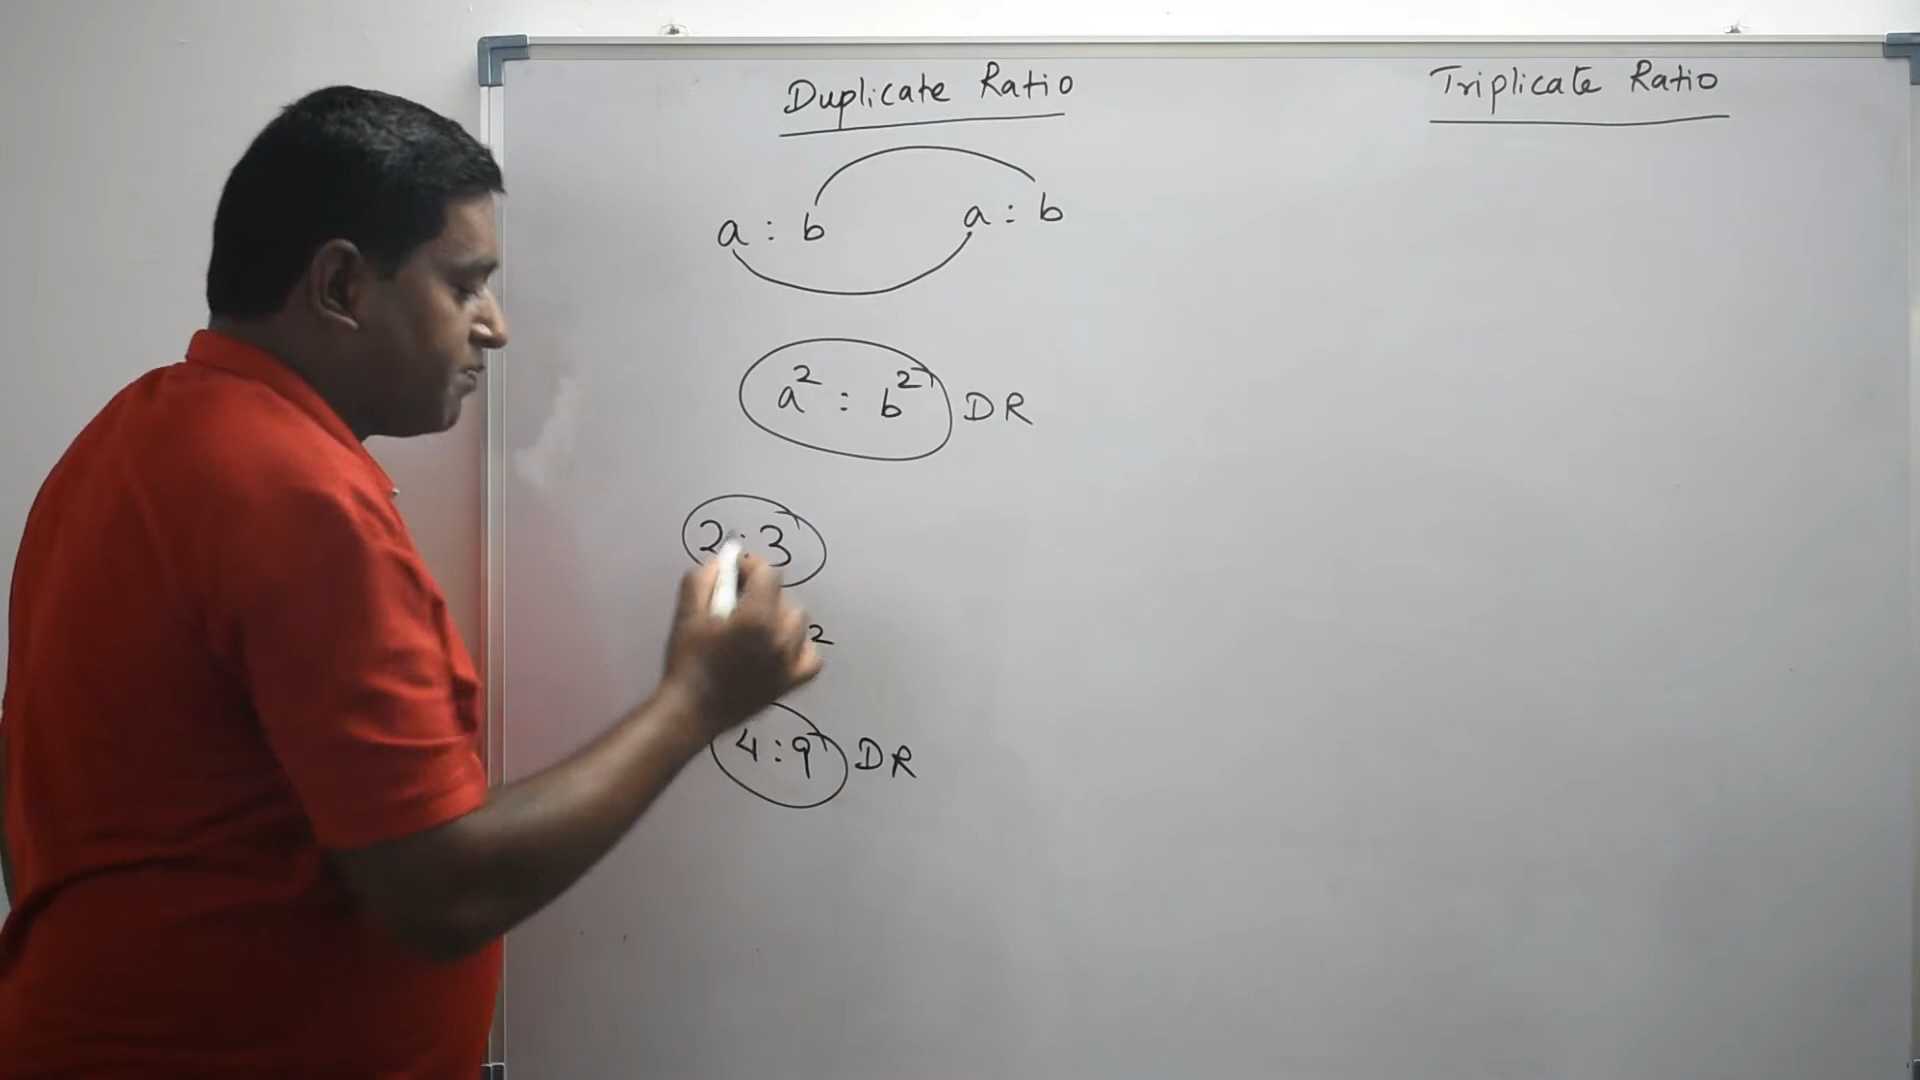 Duplicate Ratio
a : b a : b
a² : b² DR
2 : 3
2
4 : 9 DR
Triplicate Ratio